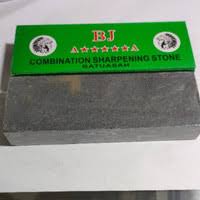 BJ
A★★★★★★A
COMBINATION SHARPENING STONE
BATUASAH